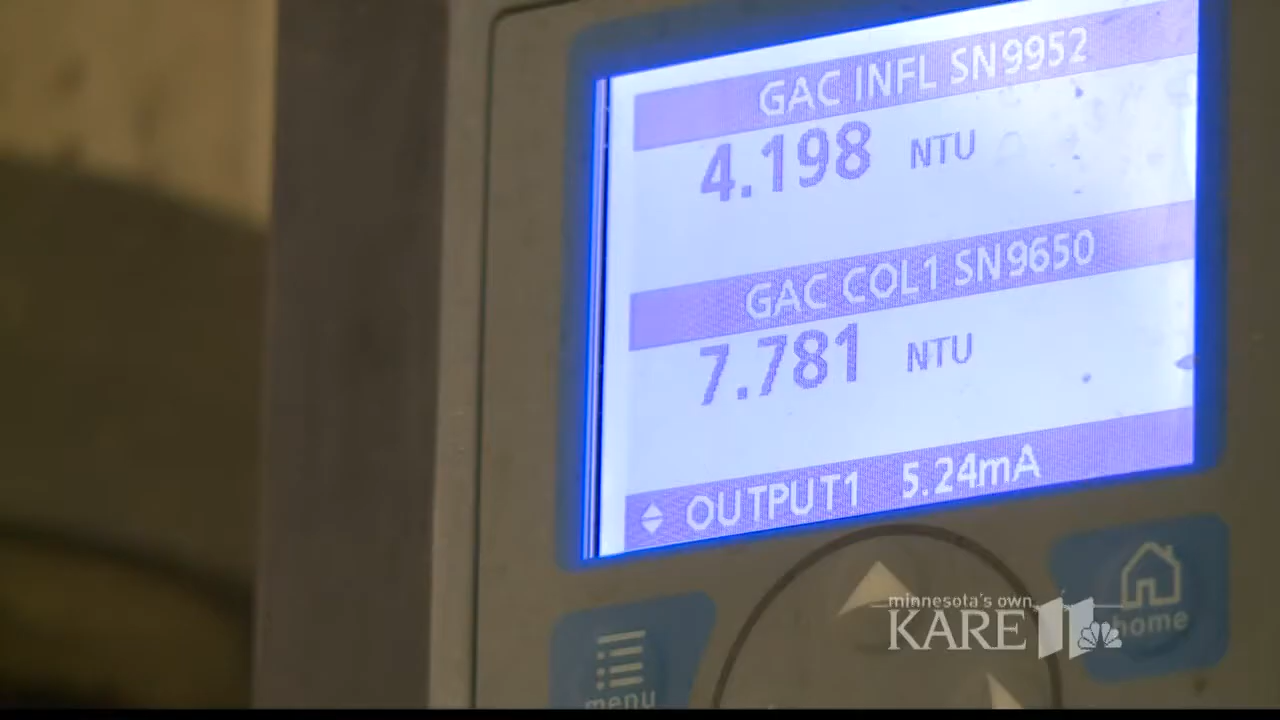 GAC INFL SN9952
4.198 NTU
GAC COL1 SN9650
7.781 NTU
OUTPUT1 5.24mA
menu
home
minnesota's own
KARE 11